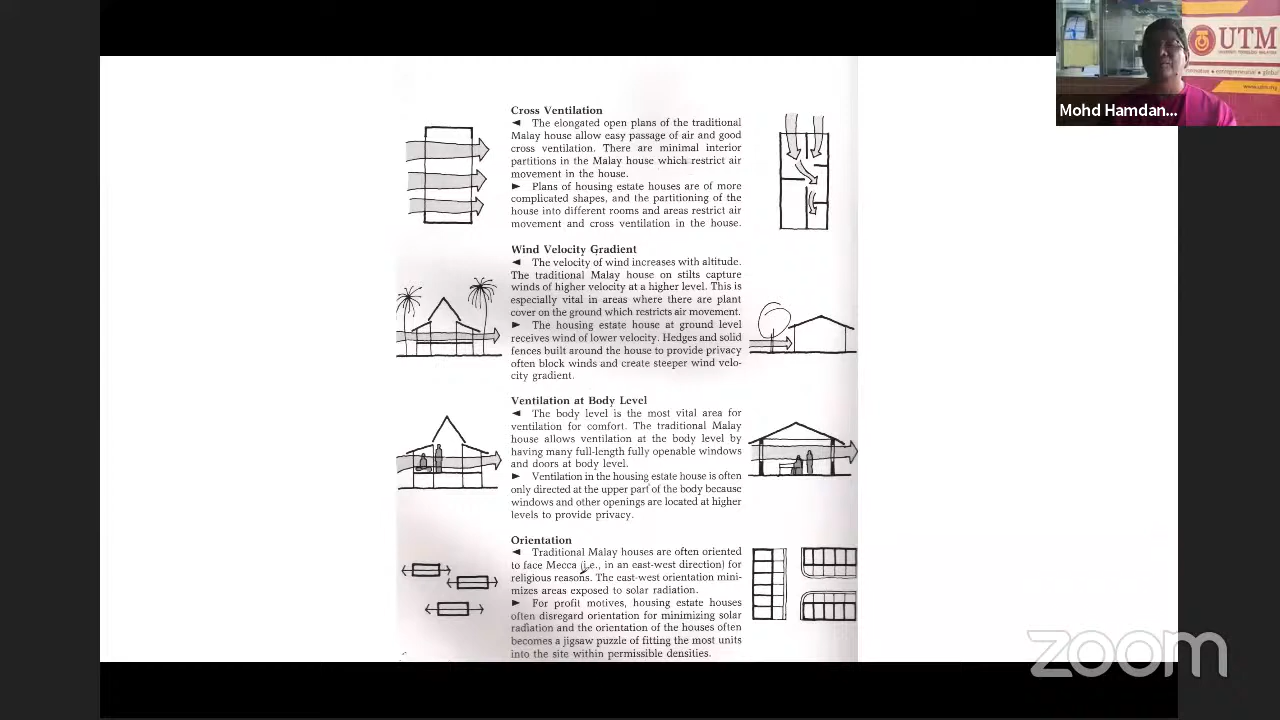 UTM
Mohd Hamdan...
Cross Ventilation
◄ The elongated open plans of the traditional
Malay house allow easy passage of air and good
cross ventilation. There are minimal interior
partitions in the Malay house which restrict air
movement in the house.
► Plans of housing estate houses are of more
complicated shapes, and the partitioning of the
house into different rooms and areas restrict air
movement and cross ventilation in the house.
Wind Velocity Gradient
◄ The velocity of wind increases with altitude.
The traditional Malay house on stilts capture
winds of higher velocity at a higher level. This is
especially vital in areas where there are plant
cover on the ground which restricts air movement.
► The housing estate house at ground level
receives wind of lower velocity. Hedges and solid
fences built around the house to provide privacy
often block winds and create steeper wind velo-
city gradient.
Ventilation at Body Level
◄ The body level is the most vital area for
ventilation for comfort. The traditional Malay
house allows ventilation at the body level by
having many full-length fully openable windows
and doors at body level.
► Ventilation in the housing estate house is often
only directed at the upper part of the body because
windows and other openings are located at higher
levels to provide privacy.
Orientation
◄ Traditional Malay houses are often oriented
to face Mecca (i.e., in an east-west direction) for
religious reasons. The east-west orientation mini-
mizes areas exposed to solar radiation.
► For profit motives, housing estate houses
often disregard orientation for minimizing solar
radiation and the orientation of the houses often
becomes a jigsaw puzzle of fitting the most units
into the site within permissible densities.
zoom